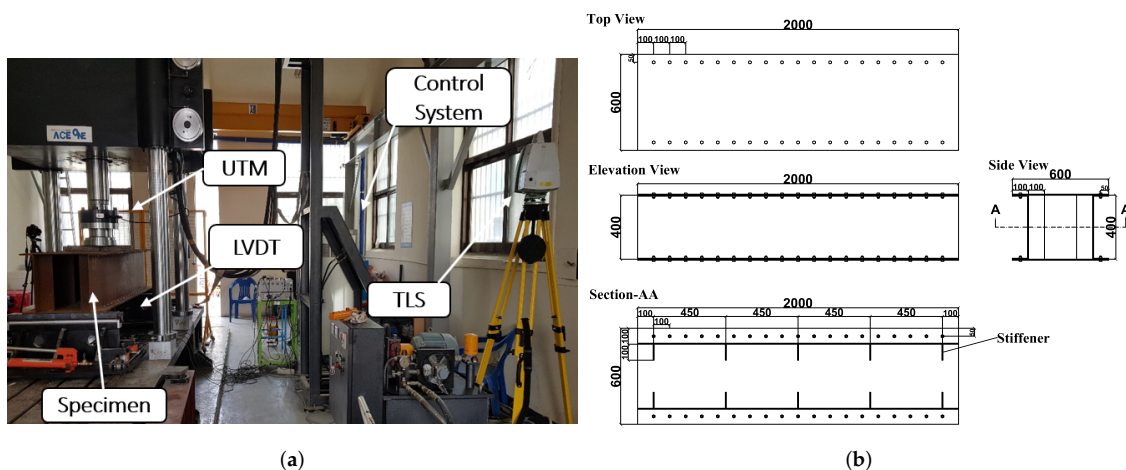 ACE
Control
System
UTM
LVDT
TLS
Specimen
(a)
Top View
2000
100 100 100
50
600
Elevation View
2000
400
Side View
600
100 100
50
A
A
400
Section-AA
2000
100
450
450
450
450
100
100
100 100
50
600
Stiffener
(b)